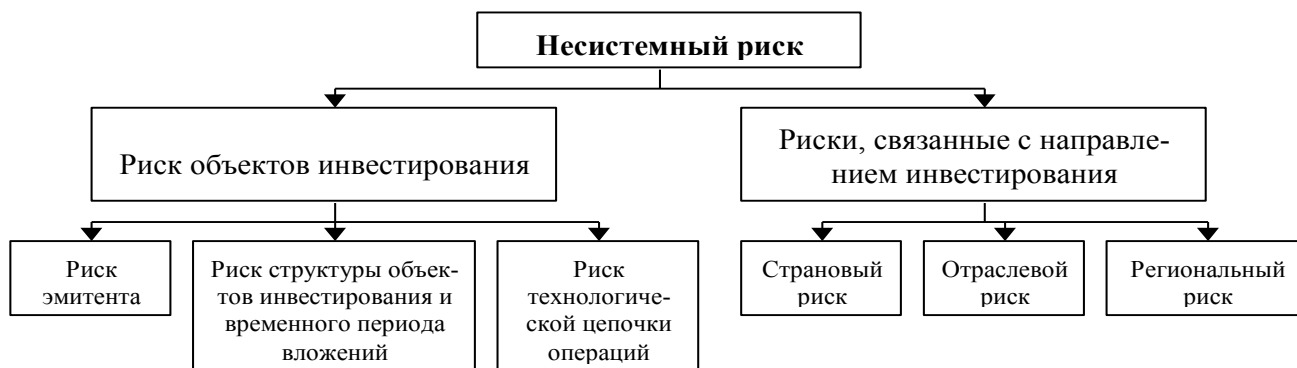 Несистемный риск
Риск объектов инвестирования
Риски, связанные с направле-
нием инвестирования
Риск
эмитента
Риск структуры объек-
тов инвестирования и
временного периода
вложений
Риск
технологиче-
ской цепочки
операций
Страновый
риск
Отраслевой
риск
Региональный
риск